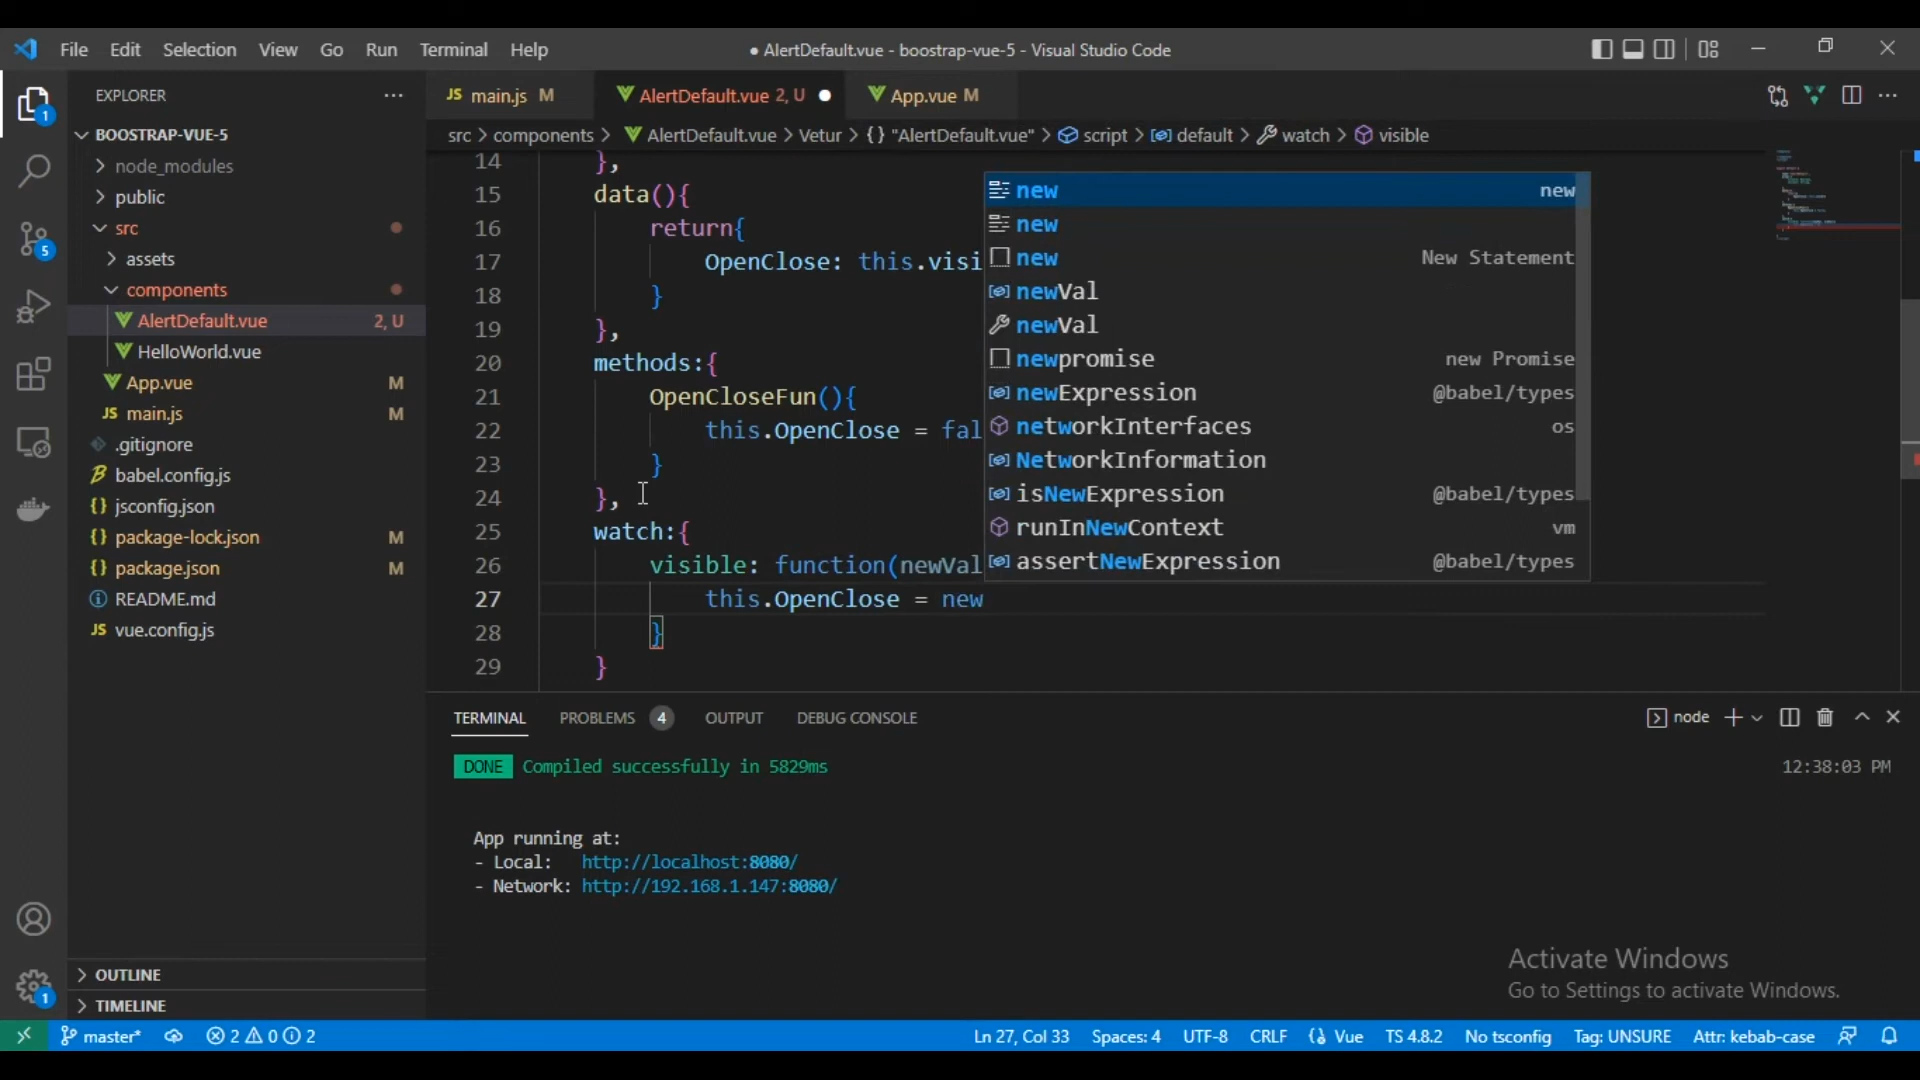 File Edit Selection View Go Run Terminal Help
● AlertDefault.vue - boostrap-vue-5 - Visual Studio Code
EXPLORER
BOOSTRAP-VUE-5
node_modules
public
src
assets
components
AlertDefault.vue 2, U
HelloWorld.vue
App.vue M
JS main.js M
.gitignore
babel.config.js
{} jsconfig.json
{} package-lock.json M
{} package.json M
README.md
JS vue.config.js
OUTLINE
TIMELINE
1
5
1
JS main.js M
AlertDefault.vue 2, U ●
App.vue M
src > components > AlertDefault.vue > Vetur > {} "AlertDefault.vue" > script > default > watch > visible
14 },
15 data(){
16 return{
17 OpenClose: this.visi
18 }
19 },
20 methods:{
21 OpenCloseFun(){
22 this.OpenClose = fal
23 }
24 },
25 watch:{
26 visible: function(newVal
27 this.OpenClose = new
28 }
29 }
new new
new
new New Statement
newVal
newVal
newpromise new Promise
newExpression @babel/types
networkInterfaces os
NetworkInformation
isNewExpression @babel/types
runInNewContext vm
assertNewExpression @babel/types
TERMINAL PROBLEMS 4 OUTPUT DEBUG CONSOLE
node
DONE Compiled successfully in 5829ms 12:38:03 PM
App running at:
- Local: http://localhost:8080/
- Network: http://192.168.1.147:8080/
Activate Windows
Go to Settings to activate Windows.
master* 2 0 2
Ln 27, Col 33 Spaces: 4 UTF-8 CRLF Vue TS 4.8.2 No tsconfig Tag: UNSURE Attr: kebab-case